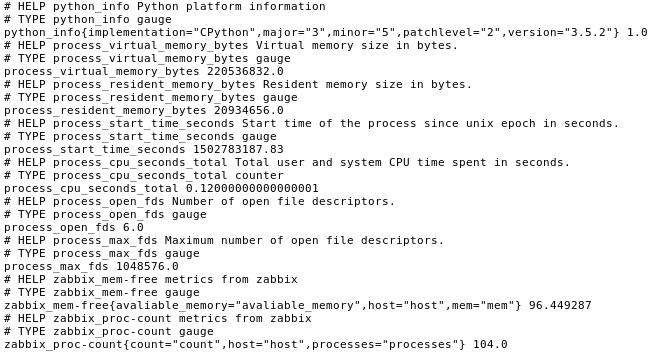 # HELP python_info Python platform information
# TYPE python_info gauge
python_info{implementation="CPython",major="3",minor="5",patchlevel="2",version="3.5.2"} 1.0
# HELP process_virtual_memory_bytes Virtual memory size in bytes.
# TYPE process_virtual_memory_bytes gauge
process_virtual_memory_bytes 220536832.0
# HELP process_resident_memory_bytes Resident memory size in bytes.
# TYPE process_resident_memory_bytes gauge
process_resident_memory_bytes 20934656.0
# HELP process_start_time_seconds Start time of the process since unix epoch in seconds.
# TYPE process_start_time_seconds gauge
process_start_time_seconds 1502783187.83
# HELP process_cpu_seconds_total Total user and system CPU time spent in seconds.
# TYPE process_cpu_seconds_total counter
process_cpu_seconds_total 0.12000000000000001
# HELP process_open_fds Number of open file descriptors.
# TYPE process_open_fds gauge
process_open_fds 6.0
# HELP process_max_fds Maximum number of open file descriptors.
# TYPE process_max_fds gauge
process_max_fds 1048576.0
# HELP zabbix_mem-free metrics from zabbix
# TYPE zabbix_mem-free gauge
zabbix_mem-free{avaliable_memory="avaliable_memory",host="host",mem="mem"} 96.449287
# HELP zabbix_proc-count metrics from zabbix
# TYPE zabbix_proc-count gauge
zabbix_proc-count{count="count",host="host",processes="processes"} 104.0